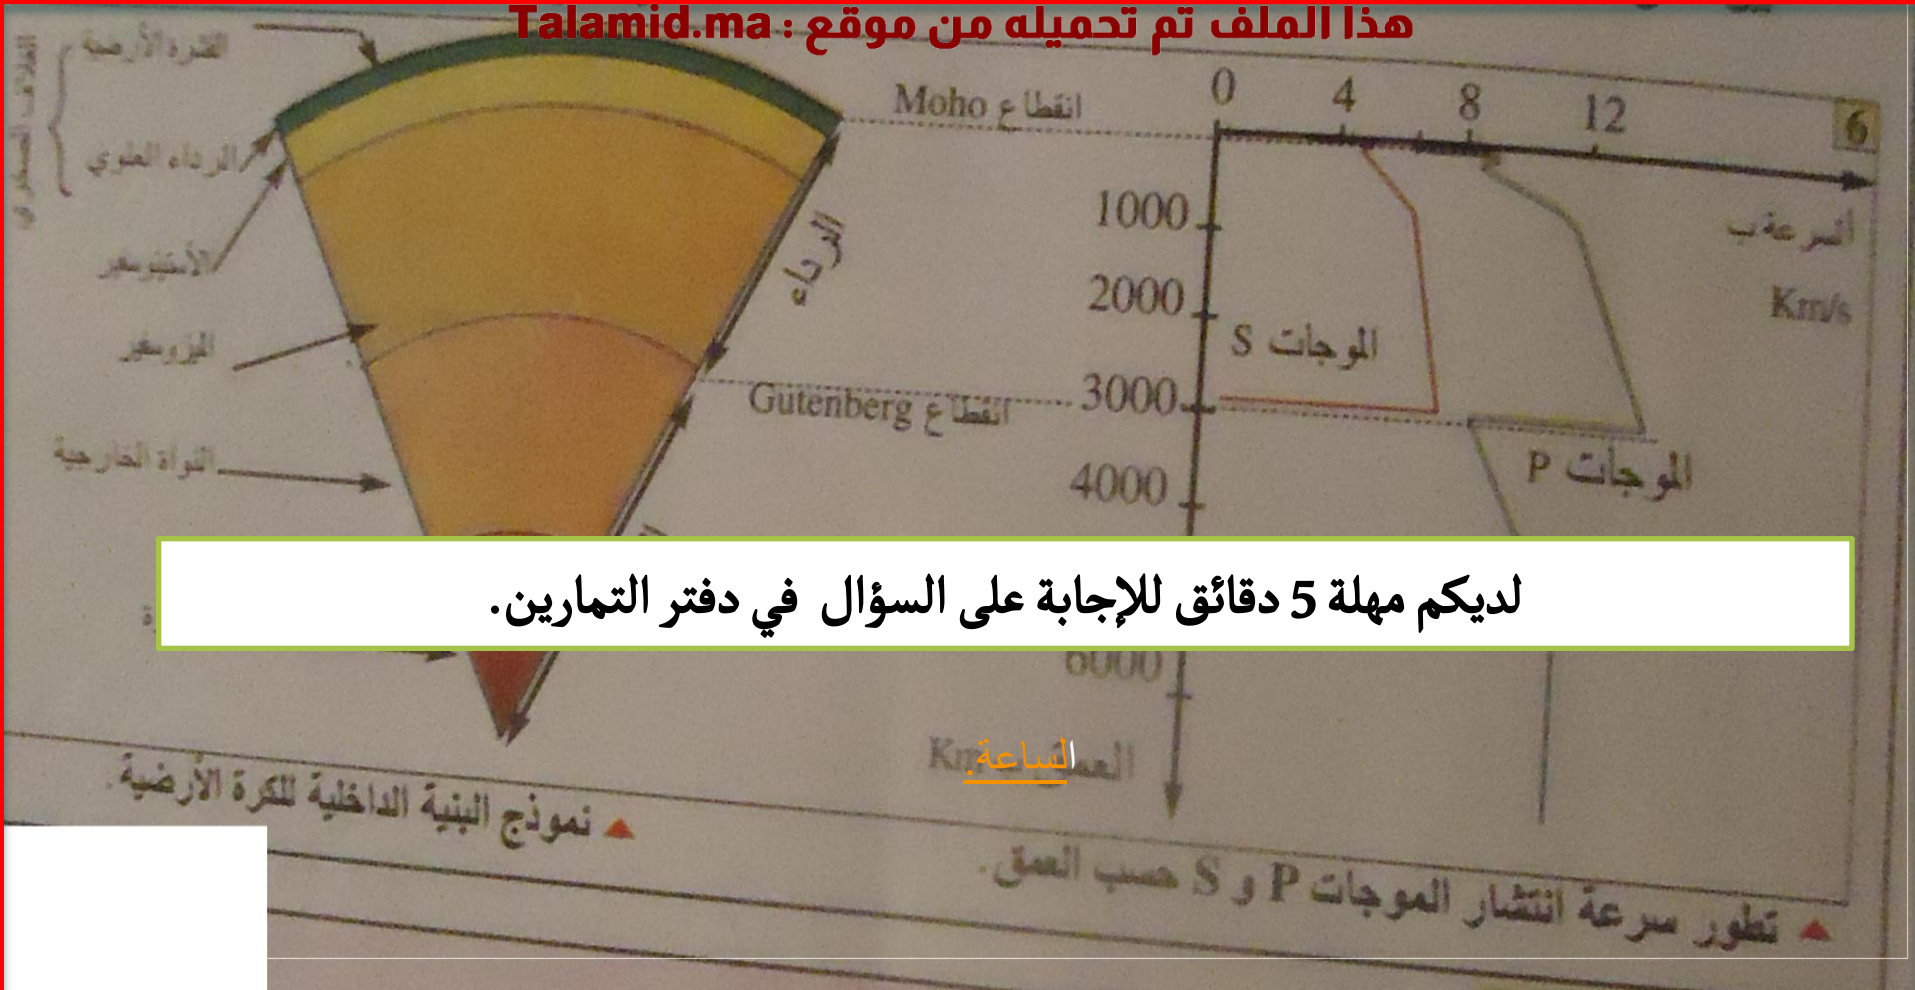 هذا الملف تم تحميله من موقع : Talamid.ma
القشرة الأرضية
الرداء العلوي
الأستينوسفير
الميزوسفير
النواة الخارجية
الرداء
انقطاع Moho
انقطاع Gutenberg
0 4 8 12
6
السرعة ب
Km/s
1000
2000
3000
4000
6000
الموجات S
الموجات P
لديكم مهلة 5 دقائق للإجابة على السؤال في دفتر التمارين.
الساعة.
نموذج البنية الداخلية للكرة الأرضية.
تطور سرعة انتشار الموجات P و S حسب العمق.